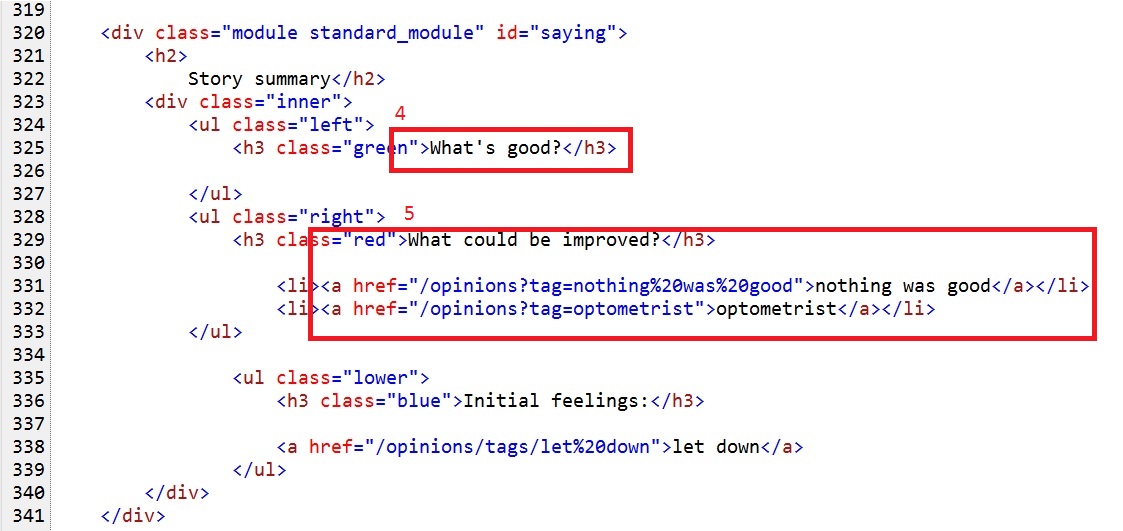 319
320 <div class="module standard_module" id="saying">
321 <h2>
322 Story summary</h2>
323 <div class="inner">
4
324 <ul class="left">
325 <h3 class="green">What's good?</h3>
326
327 </ul>
5
328 <ul class="right">
329 <h3 class="red">What could be improved?</h3>
330
331 <li><a href="/opinions?tag=nothing%20was%20good">nothing was good</a></li>
332 <li><a href="/opinions?tag=optometrist">optometrist</a></li>
333 </ul>
334
335 <ul class="lower">
336 <h3 class="blue">Initial feelings:</h3>
337
338 <a href="/opinions/tags/let%20down">let down</a>
339 </ul>
340 </div>
341 </div>